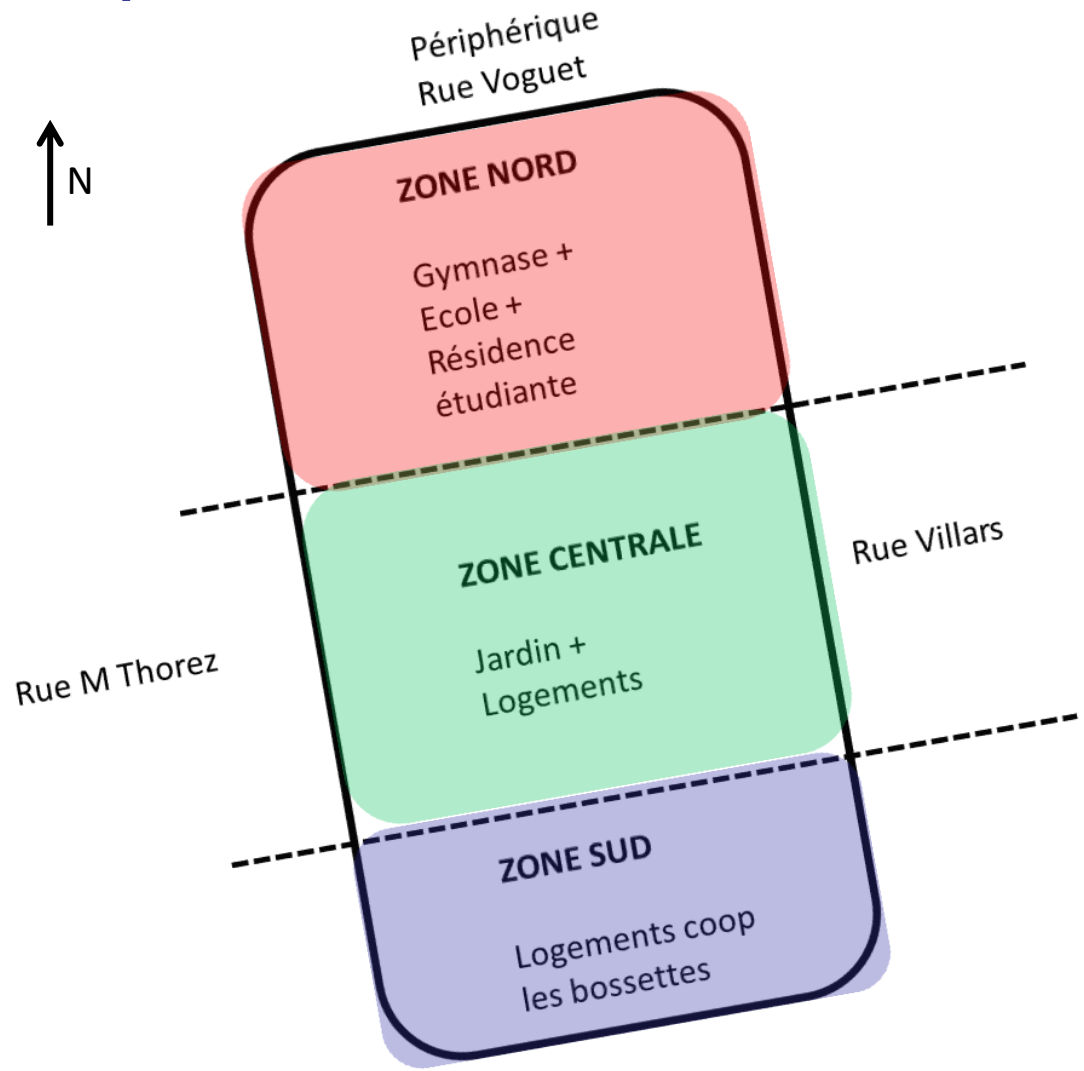 Périphérique
Rue Voguet
N
ZONE NORD
Gymnase +
Ecole +
Résidence
étudiante
ZONE CENTRALE
Rue Villars
Jardin +
Logements
Rue M Thorez
ZONE SUD
Logements coop
les bossettes